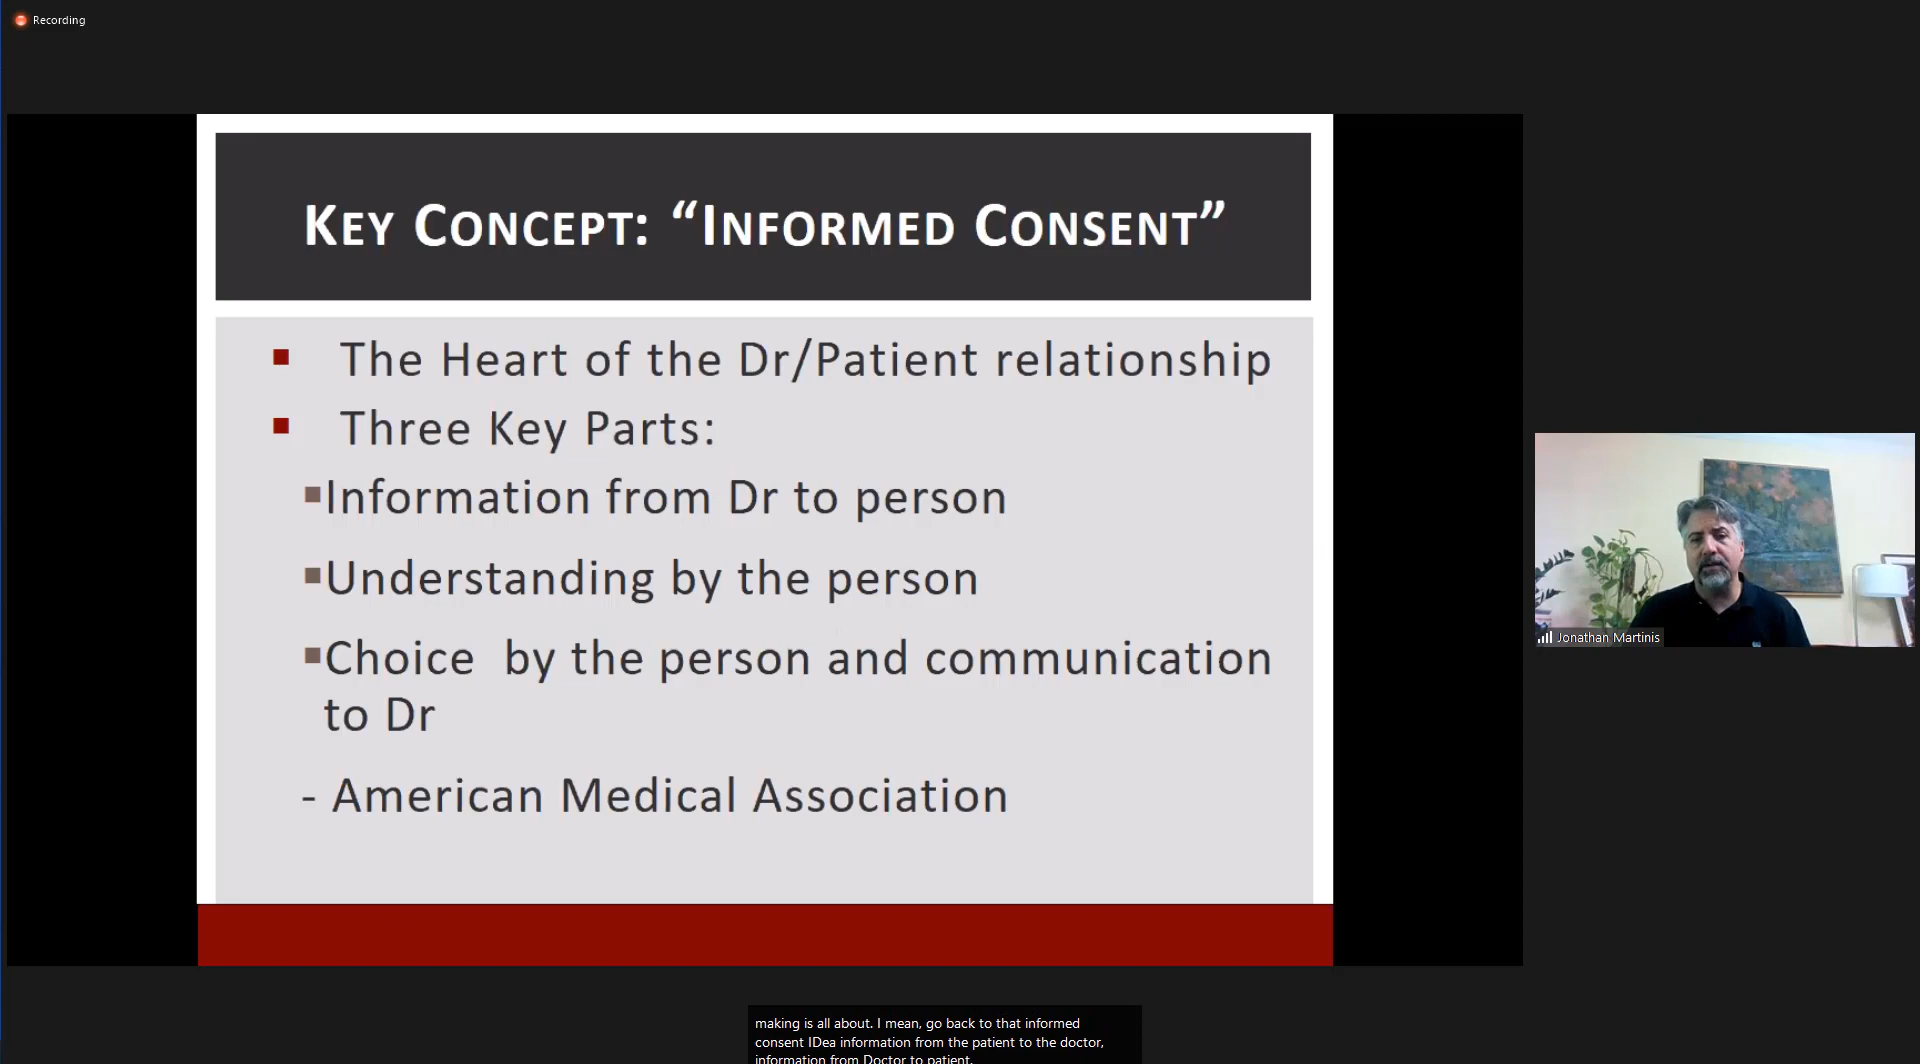 Recording
KEY CONCEPT: “INFORMED CONSENT”
▪ The Heart of the Dr/Patient relationship
▪ Three Key Parts:
▪Information from Dr to person
▪Understanding by the person
▪Choice by the person and communication
to Dr
- American Medical Association
Jonathan Martinis
making is all about. I mean, go back to that informed
consent IDea information from the patient to the doctor,
information from Doctor to patient.